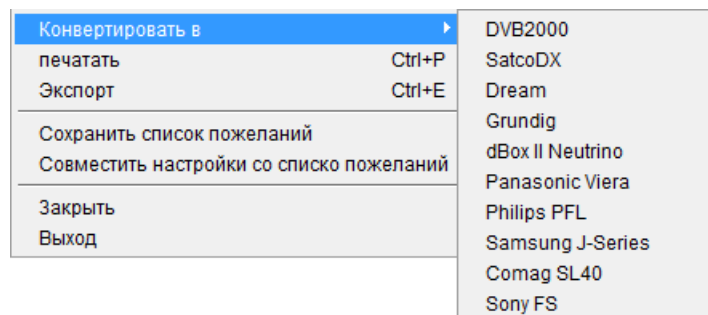 Конвертировать в
печатать Ctrl+P
Экспорт Ctrl+E
Сохранить список пожеланий
Совместить настройки со списко пожеланий
Закрыть
Выход
DVB2000
SatcoDX
Dream
Grundig
dBox II Neutrino
Panasonic Viera
Philips PFL
Samsung J-Series
Comag SL40
Sony FS